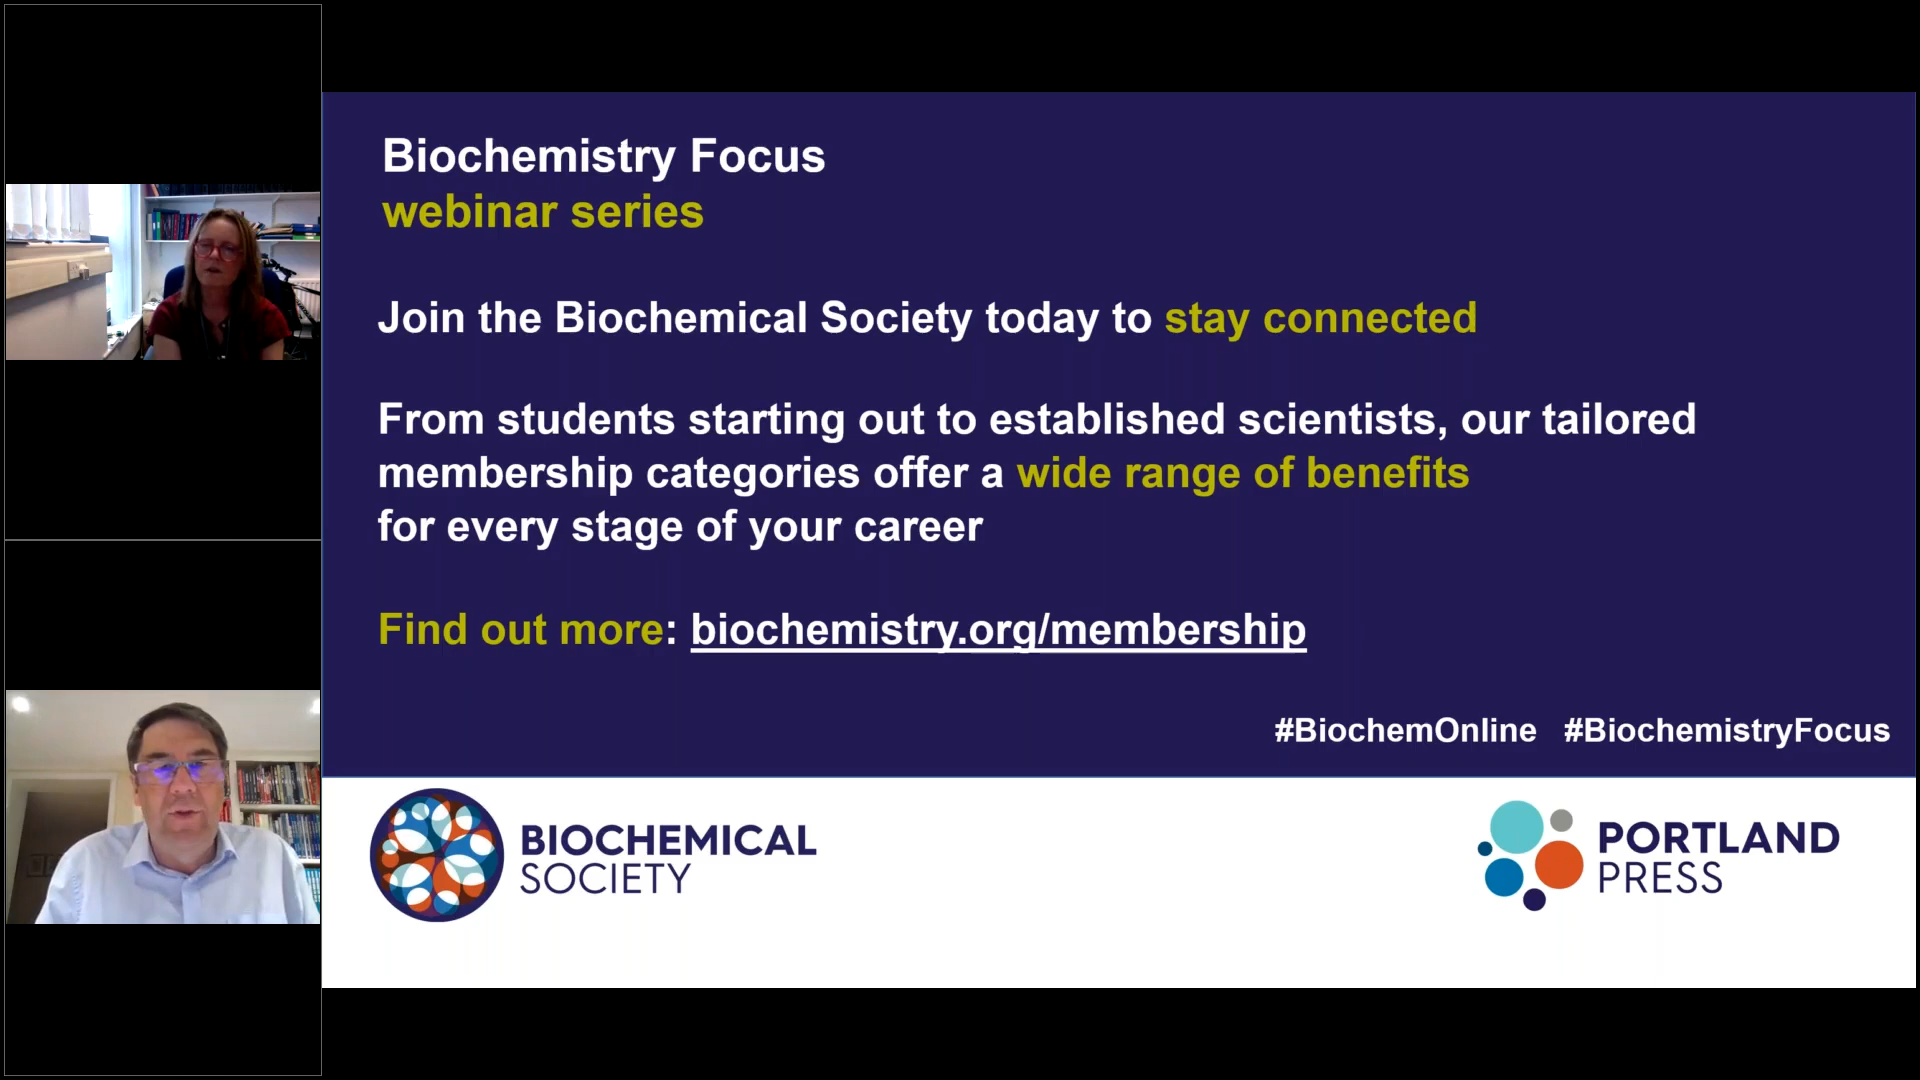 Biochemistry Focus
webinar series
Join the Biochemical Society today to stay connected
From students starting out to established scientists, our tailored
membership categories offer a wide range of benefits
for every stage of your career
Find out more: biochemistry.org/membership
#BiochemOnline #BiochemistryFocus
BIOCHEMICAL
SOCIETY
PORTLAND
PRESS